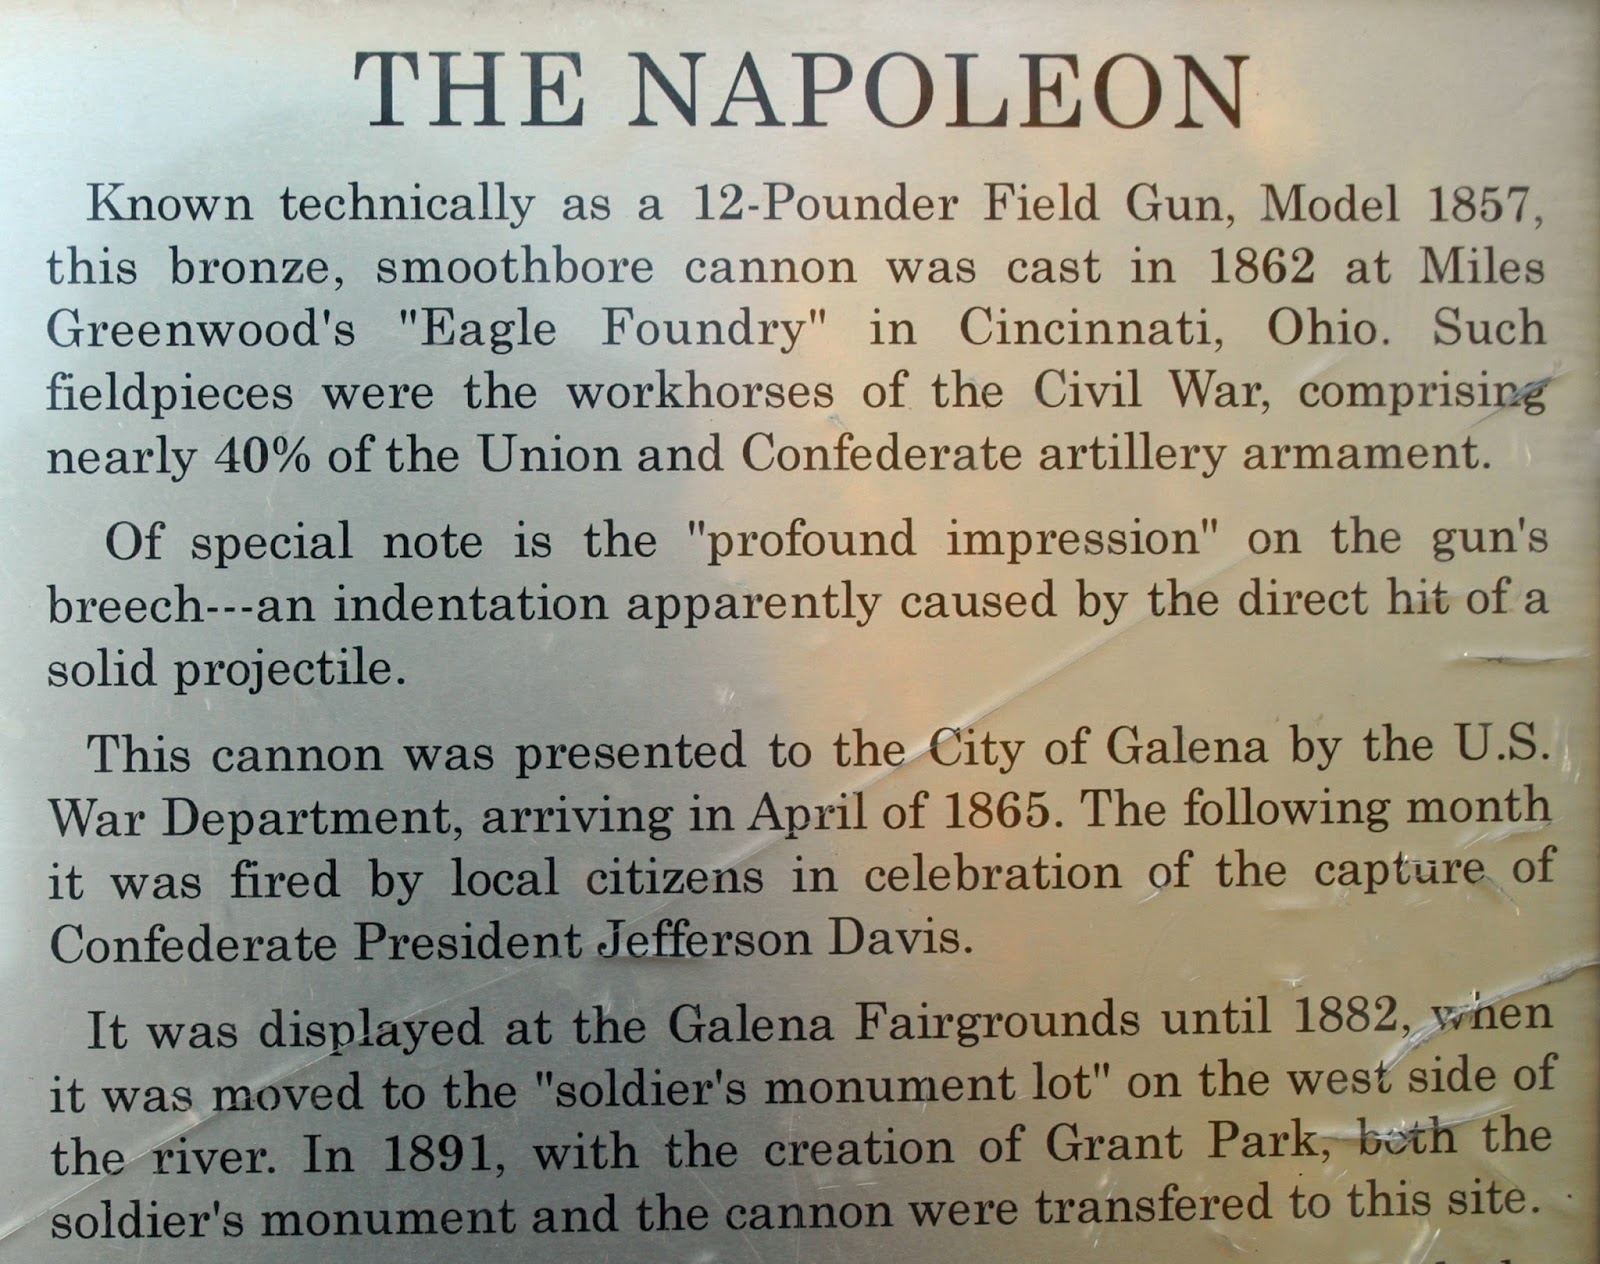 THE NAPOLEON
Known technically as a 12-Pounder Field Gun, Model 1857,
this bronze, smoothbore cannon was cast in 1862 at Miles
Greenwood's "Eagle Foundry" in Cincinnati, Ohio. Such
fieldpieces were the workhorses of the Civil War, comprising
nearly 40% of the Union and Confederate artillery armament.
Of special note is the "profound impression" on the gun's
breech---an indentation apparently caused by the direct hit of a
solid projectile.
This cannon was presented to the City of Galena by the U.S.
War Department, arriving in April of 1865. The following month
it was fired by local citizens in celebration of the capture of
Confederate President Jefferson Davis.
It was displayed at the Galena Fairgrounds until 1882, when
it was moved to the "soldier's monument lot" on the west side of
the river. In 1891, with the creation of Grant Park, both the
soldier's monument and the cannon were transfered to this site.